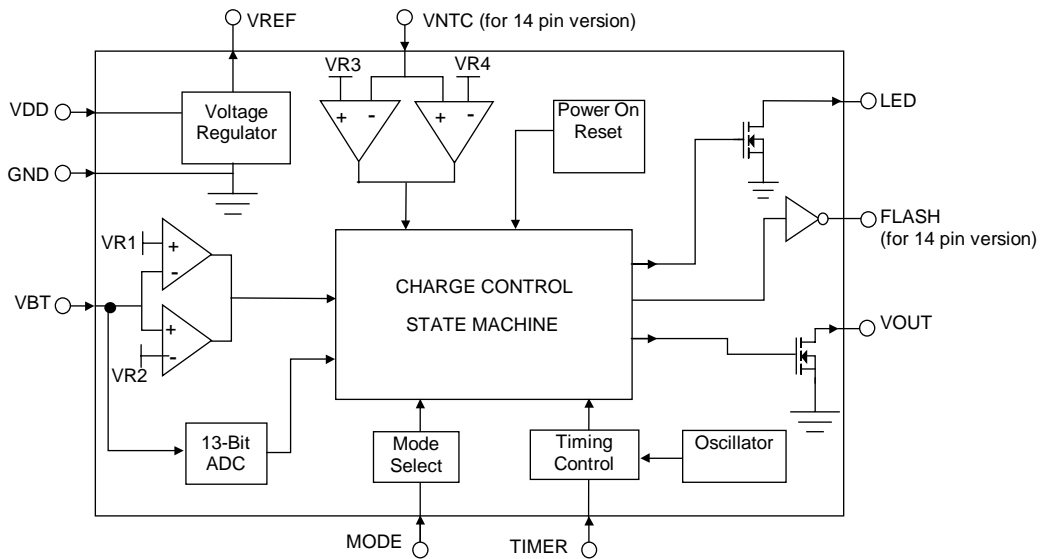 VREF
VNTC (for 14 pin version)
VR3
VR4
VDD
Voltage
Regulator
+
-
+
-
Power On
Reset
LED
GND
FLASH
(for 14 pin version)
VR1
+
-
CHARGE CONTROL
STATE MACHINE
VBT
+
-
VR2
VOUT
13-Bit
ADC
Mode
Select
Timing
Control
Oscillator
MODE
TIMER